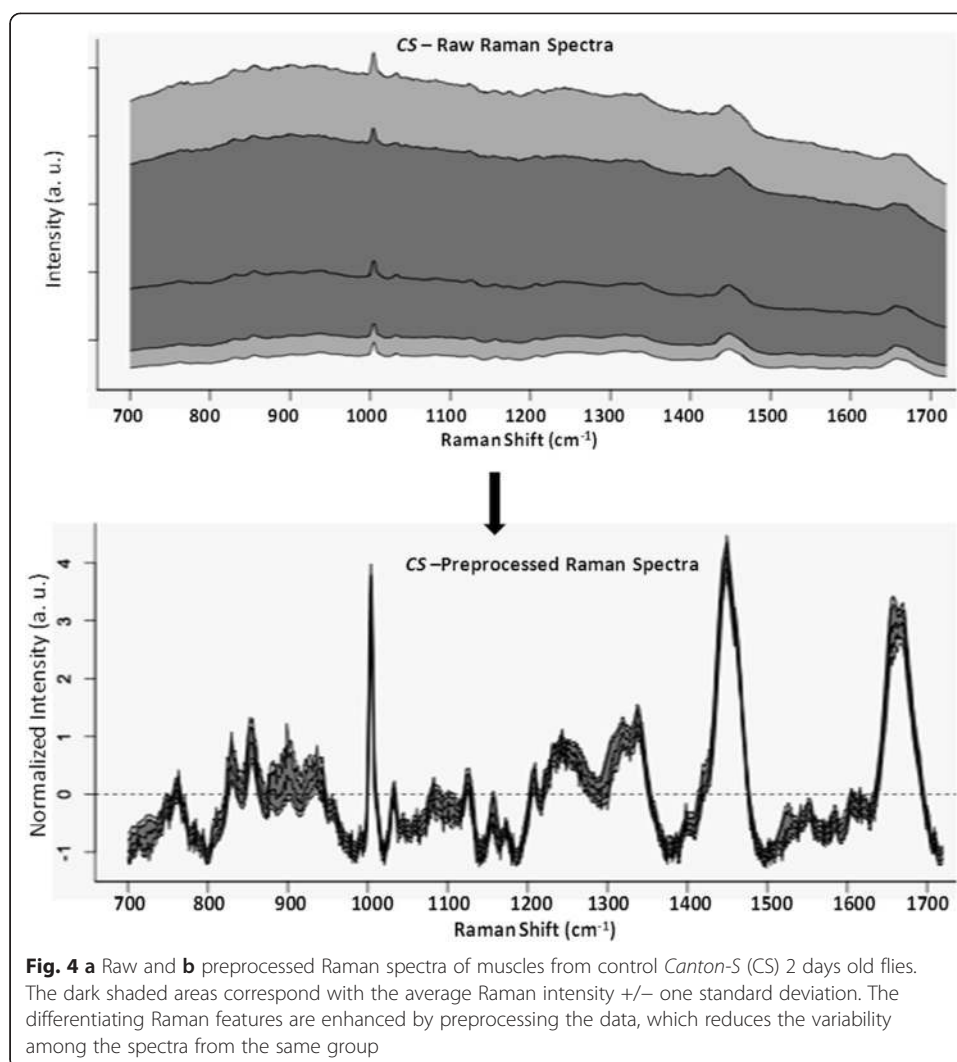 CS – Raw Raman Spectra
Intensity (a. u.)
700 800 900 1000 1100 1200 1300 1400 1500 1600 1700
Raman Shift (cm⁻¹)
CS –Preprocessed Raman Spectra
Normalized Intensity (a. u.)
4
3
2
1
0
-1
700 800 900 1000 1100 1200 1300 1400 1500 1600 1700
Raman Shift (cm⁻¹)
Fig. 4 a Raw and b preprocessed Raman spectra of muscles from control Canton-S (CS) 2 days old flies.
The dark shaded areas correspond with the average Raman intensity +/− one standard deviation. The
differentiating Raman features are enhanced by preprocessing the data, which reduces the variability
among the spectra from the same group